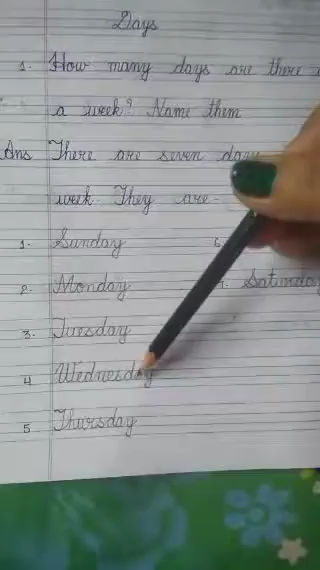 Days
1. How many days are there
a week? Name them
Ans There are seven day
week. They are-
1. Sunday
6.
2. Monday
7. Saturday
3. Tuesday
4 Wednesday
5 Thursday